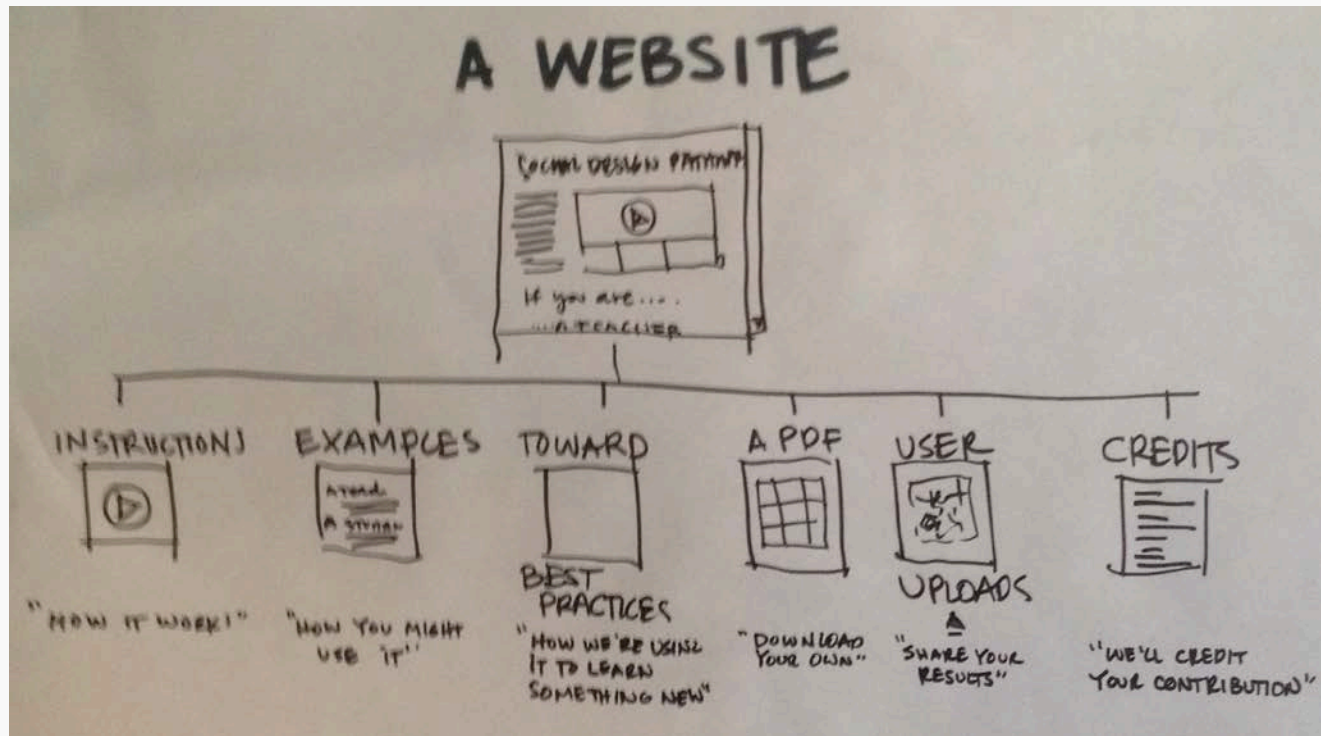 A WEBSITE
SOCIAL DESIGN
If you are.....
...A TEACHER
INSTRUCTIONS
EXAMPLES
TOWARD
A PDF
USER
CREDITS
A
A
BEST
PRACTICES
UPLOADS
"HOW IT WORKS"
"HOW YOU MIGHT
USE IT"
"HOW WE'RE USING
IT TO LEARN
SOMETHING NEW"
"DOWNLOAD
YOUR OWN"
"SHARE YOUR
RESULTS"
"WE'LL CREDIT
YOUR CONTRIBUTION"